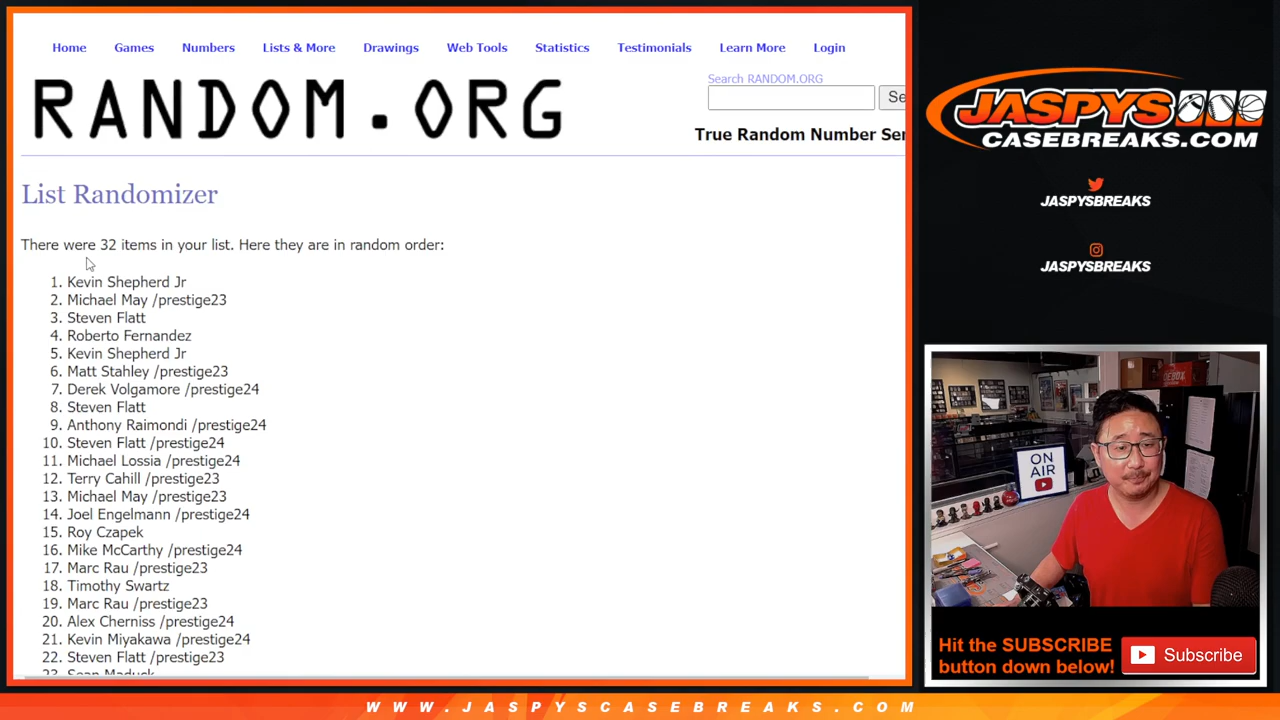 Home Games Numbers Lists & More Drawings Web Tools Statistics Testimonials Learn More Login
RANDOM.ORG
Search RANDOM.ORG
Se
True Random Number Ser
List Randomizer
There were 32 items in your list. Here they are in random order:
1. Kevin Shepherd Jr
2. Michael May /prestige23
3. Steven Flatt
4. Roberto Fernandez
5. Kevin Shepherd Jr
6. Matt Stahley /prestige23
7. Derek Volgamore /prestige24
8. Steven Flatt
9. Anthony Raimondi /prestige24
10. Steven Flatt /prestige24
11. Michael Lossia /prestige24
12. Terry Cahill /prestige23
13. Michael May /prestige23
14. Joel Engelmann /prestige24
15. Roy Czapek
16. Mike McCarthy /prestige24
17. Marc Rau /prestige23
18. Timothy Swartz
19. Marc Rau /prestige23
20. Alex Cherniss /prestige24
21. Kevin Miyakawa /prestige24
22. Steven Flatt /prestige23
23. Sean Maduck
JASPYS
CASEBREAKS.COM
JASPYSBREAKS
JASPYSBREAKS
ON
AIR
Hit the SUBSCRIBE
button down below!
Subscribe
WWW.JASPYSCASEBREAKS.COM